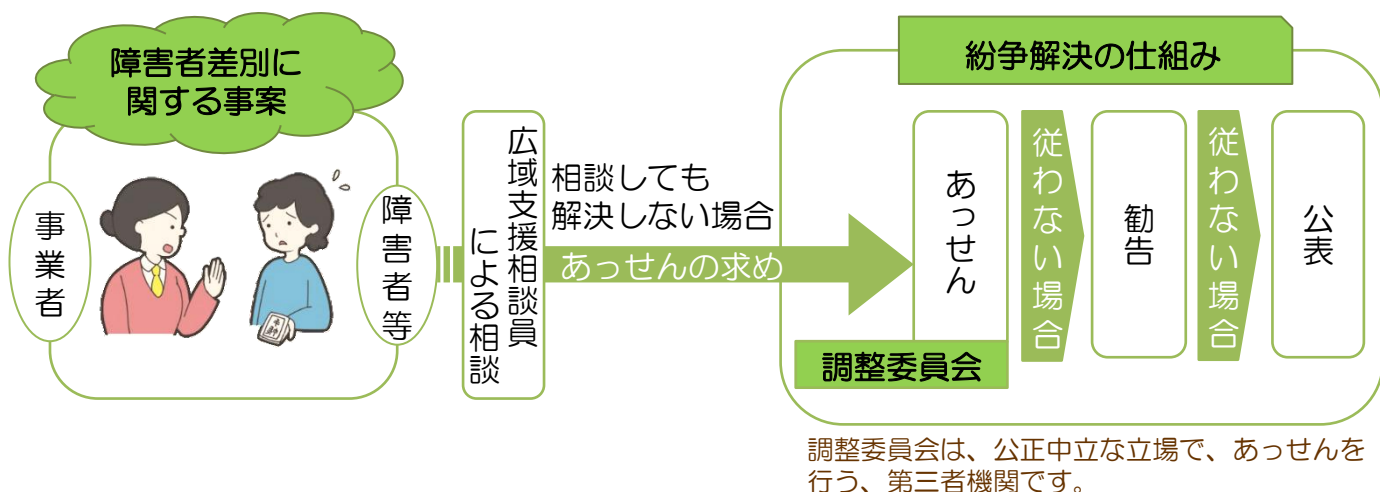 障害者差別に
関する事案
事業者
障害者等
広域支援相談員
による相談
相談しても
解決しない場合
あっせんの求め
紛争解決の仕組み
あっせん
調整委員会
従わない場合
勧告
従わない場合
公表
調整委員会は、公正中立な立場で、あっせんを
行う、第三者機関です。